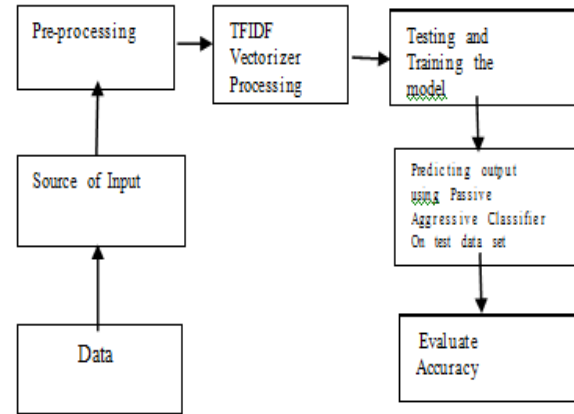 Pre-processing
TFIDF
Vectorizer
Processing
Testing and
Training the
model
Source of Input
Predicting output
using Passive
Aggressive Classifier
On test data set
Data
Evaluate
Accuracy